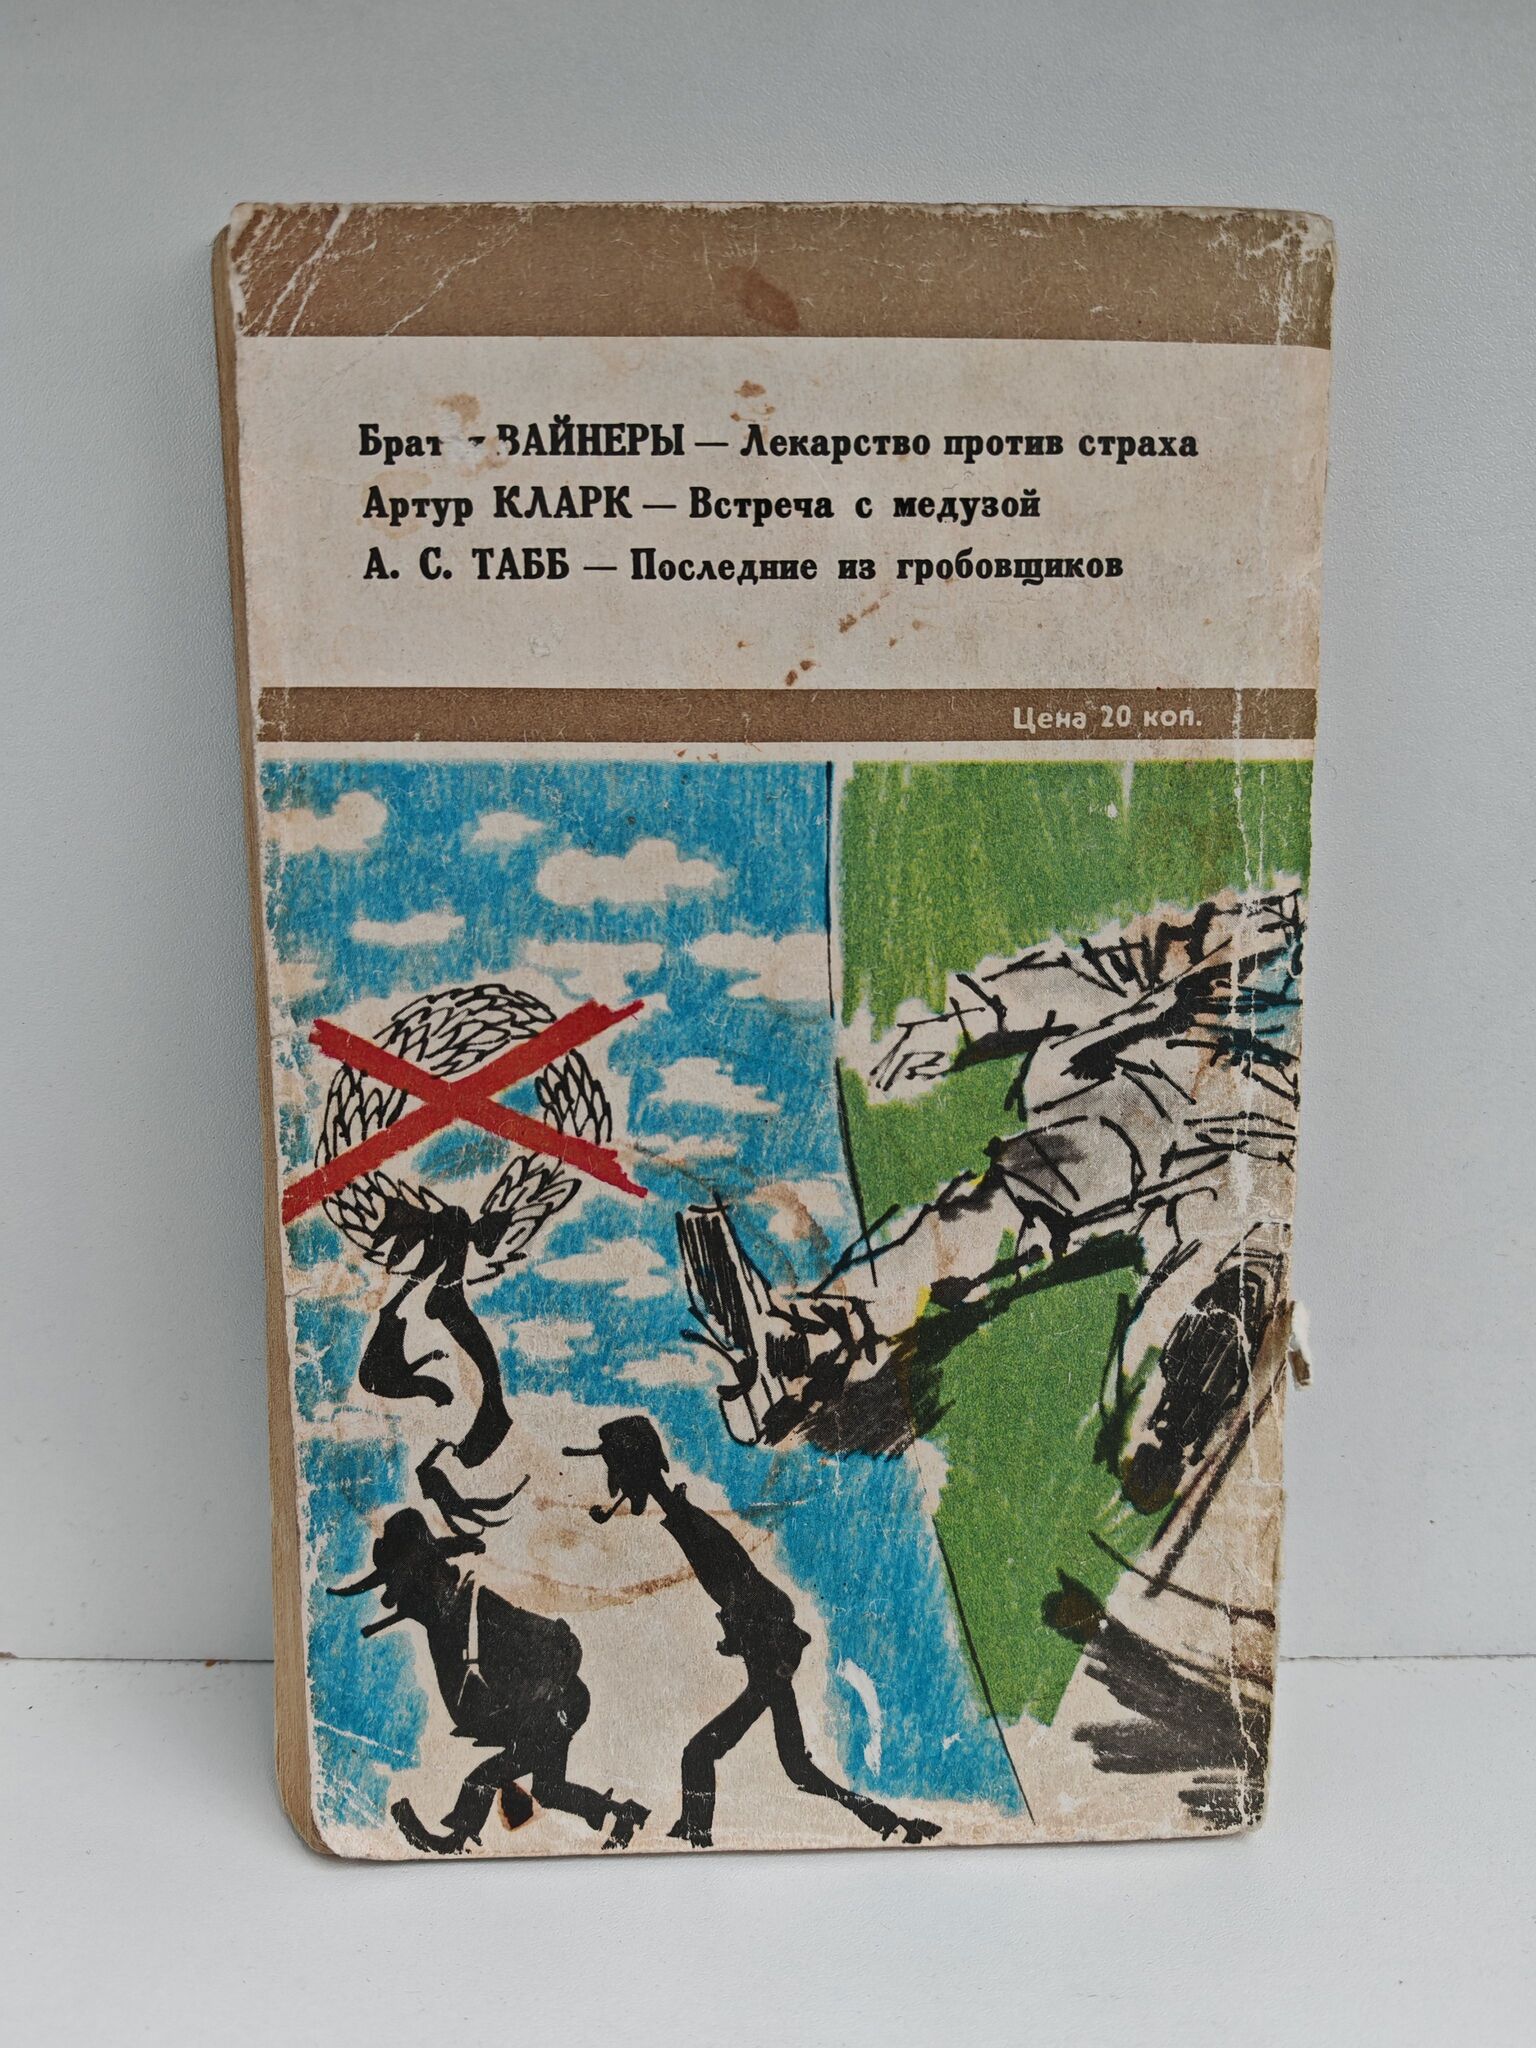 ВАЙНЕРЫ — Лекарство против страха
Артур КЛАРК — Встреча с медузой
А. С. ТАББ — Последние из гробовщиков
Цена 20 коп.